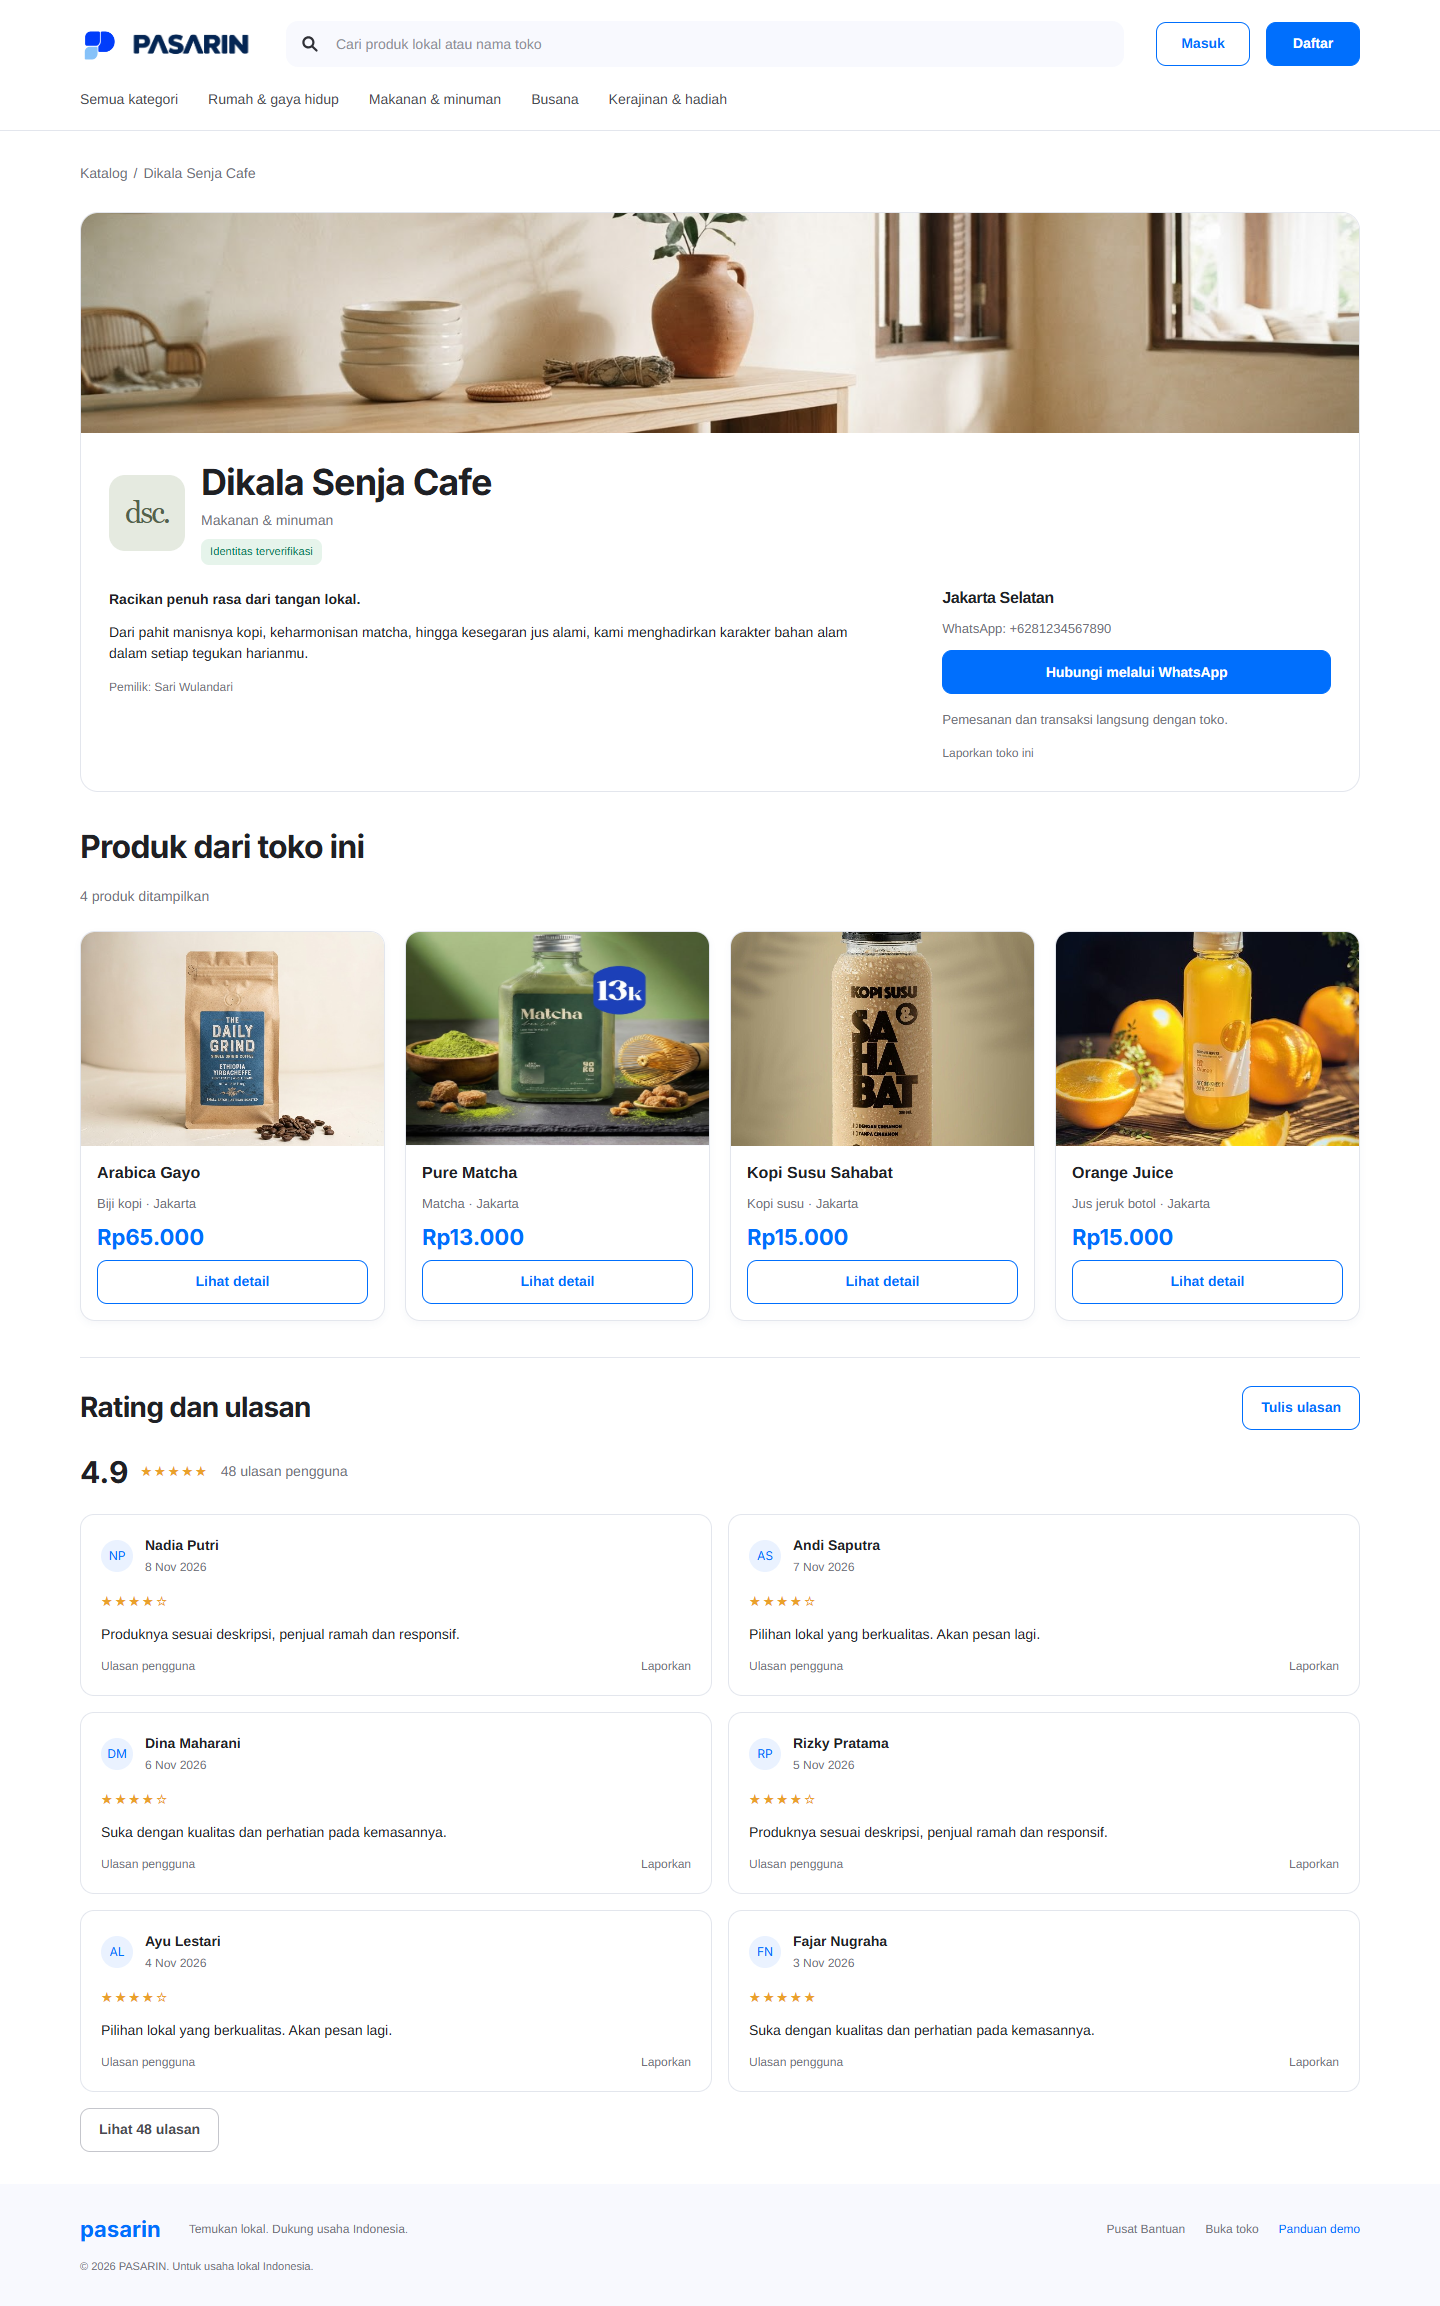 PASARIN
Cari produk lokal atau nama toko
Masuk
Daftar
Semua kategori
Rumah & gaya hidup
Makanan & minuman
Busana
Kerajinan & hadiah
Katalog / Dikala Senja Cafe
dsc.
Dikala Senja Cafe
Makanan & minuman
Identitas terverifikasi
Racikan penuh rasa dari tangan lokal.
Dari pahit manisnya kopi, keharmonisan matcha, hingga kesegaran jus alami, kami menghadirkan karakter bahan alam
dalam setiap tegukan harianmu.
Pemilik: Sari Wulandari
Jakarta Selatan
WhatsApp: +6281234567890
Hubungi melalui WhatsApp
Pemesanan dan transaksi langsung dengan toko.
Laporkan toko ini
Produk dari toko ini
4 produk ditampilkan
THE
DAILY
GRIND
SINGLE ORIGIN COFFEE
ETHIOPIA
YIRGACHEFFE
Arabica Gayo
Biji kopi · Jakarta
Rp65.000
Lihat detail
Matcha
13k
Pure Matcha
Matcha · Jakarta
Rp13.000
Lihat detail
KOPI SUSU
SA
&
HA
BAT
DENGAN CINNAMON
TANPA CINNAMON
Kopi Susu Sahabat
Kopi susu · Jakarta
Rp15.000
Lihat detail
Orange Juice
Jus jeruk botol · Jakarta
Rp15.000
Lihat detail
Rating dan ulasan
Tulis ulasan
4.9 ★★★★★ 48 ulasan pengguna
NP
Nadia Putri
8 Nov 2026
★★★★☆
Produknya sesuai deskripsi, penjual ramah dan responsif.
Ulasan pengguna
Laporkan
AS
Andi Saputra
7 Nov 2026
★★★★☆
Pilihan lokal yang berkualitas. Akan pesan lagi.
Ulasan pengguna
Laporkan
DM
Dina Maharani
6 Nov 2026
★★★★☆
Suka dengan kualitas dan perhatian pada kemasannya.
Ulasan pengguna
Laporkan
RP
Rizky Pratama
5 Nov 2026
★★★★☆
Produknya sesuai deskripsi, penjual ramah dan responsif.
Ulasan pengguna
Laporkan
AL
Ayu Lestari
4 Nov 2026
★★★★☆
Pilihan lokal yang berkualitas. Akan pesan lagi.
Ulasan pengguna
Laporkan
FN
Fajar Nugraha
3 Nov 2026
★★★★★
Suka dengan kualitas dan perhatian pada kemasannya.
Ulasan pengguna
Laporkan
Lihat 48 ulasan
pasarin
Temukan lokal. Dukung usaha Indonesia.
Pusat Bantuan
Buka toko
Panduan demo
© 2026 PASARIN. Untuk usaha lokal Indonesia.